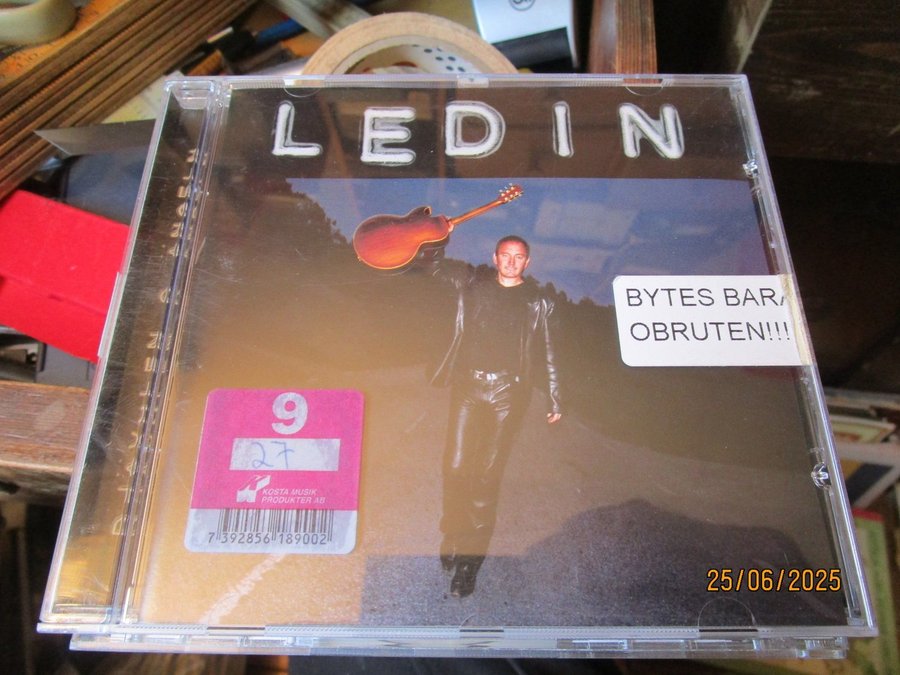 LEDIN
BYTES BARA
OBRUTEN!!!
9
27
KOSTA MUSIK
PRODUKTER AB
7 392856 189002
25/06/2025